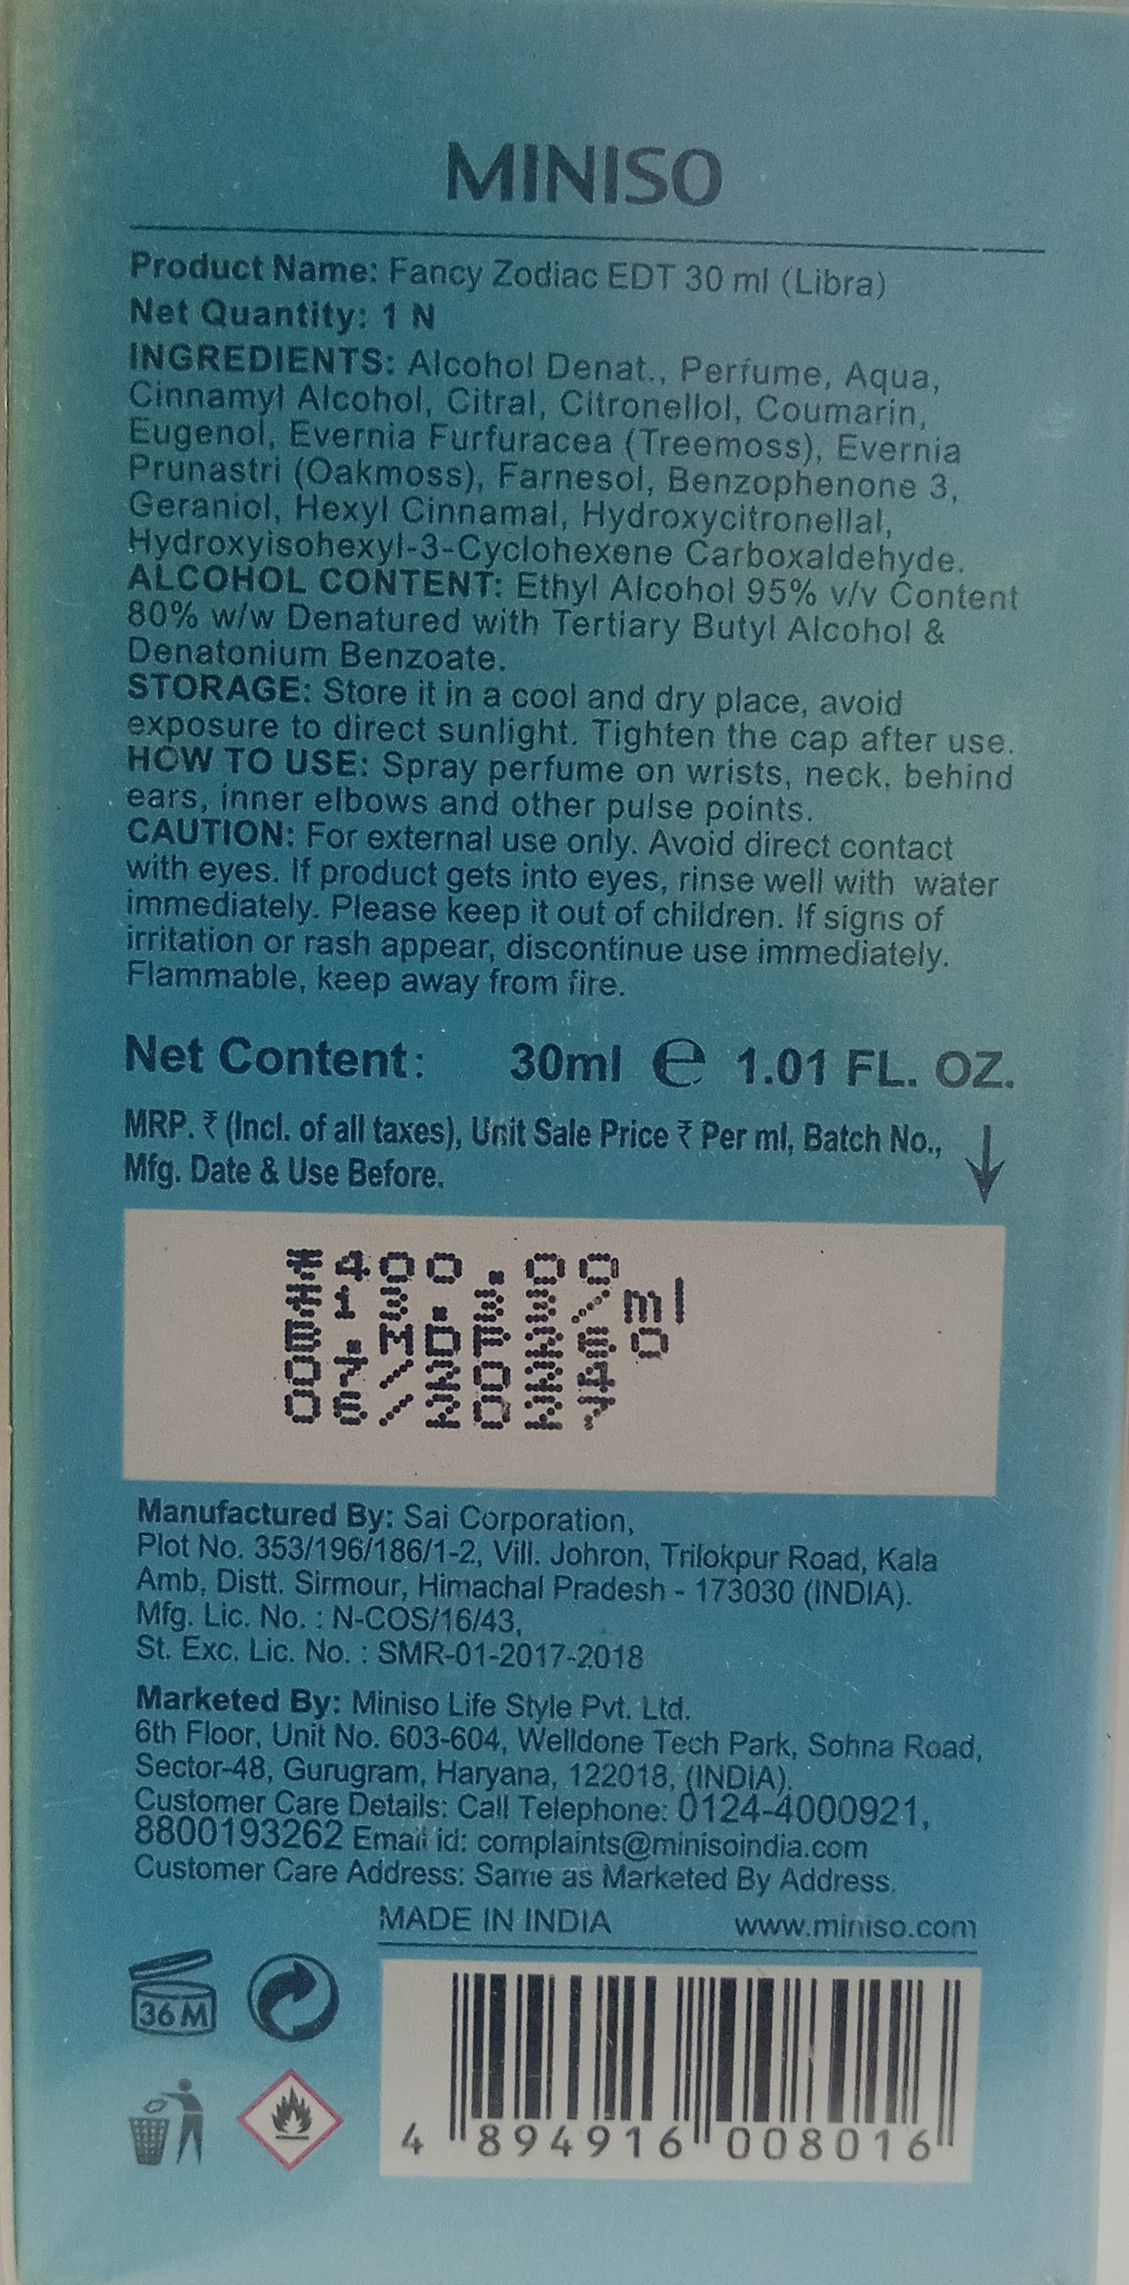 MINISO
Product Name: Fancy Zodiac EDT 30 ml (Libra)
Net Quantity: 1 N
INGREDIENTS: Alcohol Denat., Perfume, Aqua,
Cinnamyl Alcohol, Citral, Citronellol, Coumarin,
Eugenol, Evernia Furfuracea (Treemoss), Evernia
Prunastri (Oakmoss), Farnesol, Benzophenone 3,
Geraniol, Hexyl Cinnamal, Hydroxycitronellal,
Hydroxyisohexyl-3-Cyclohexene Carboxaldehyde.
ALCOHOL CONTENT: Ethyl Alcohol 95% v/v Content
80% w/w Denatured with Tertiary Butyl Alcohol &
Denatonium Benzoate.
STORAGE: Store it in a cool and dry place, avoid
exposure to direct sunlight. Tighten the cap after use.
HOW TO USE: Spray perfume on wrists, neck, behind
ears, inner elbows and other pulse points.
CAUTION: For external use only. Avoid direct contact
with eyes. If product gets into eyes, rinse well with water
immediately. Please keep it out of children. If signs of
irritation or rash appear, discontinue use immediately.
Flammable, keep away from fire.
Net Content: 30ml ℮ 1.01 FL. OZ.
MRP. ₹ (Incl. of all taxes), Unit Sale Price ₹ Per ml, Batch No.,
Mfg. Date & Use Before.
₹400.00
₹13.33/ml
07/2024
06/2027
Manufactured By: Sai Corporation,
Plot No. 353/196/186/1-2, Vill. Johron, Trilokpur Road, Kala
Amb, Distt. Sirmour, Himachal Pradesh - 173030 (INDIA).
Mfg. Lic. No. : N-COS/16/43,
St. Exc. Lic. No. : SMR-01-2017-2018
Marketed By: Miniso Life Style Pvt. Ltd.
6th Floor, Unit No. 603-604, Welldone Tech Park, Sohna Road,
Sector-48, Gurugram, Haryana, 122018, (INDIA).
Customer Care Details: Call Telephone: 0124-4000921,
8800193262 Email id: complaints@minisoindia.com
Customer Care Address: Same as Marketed By Address.
MADE IN INDIA www.miniso.com
36 M
4 894916 008016